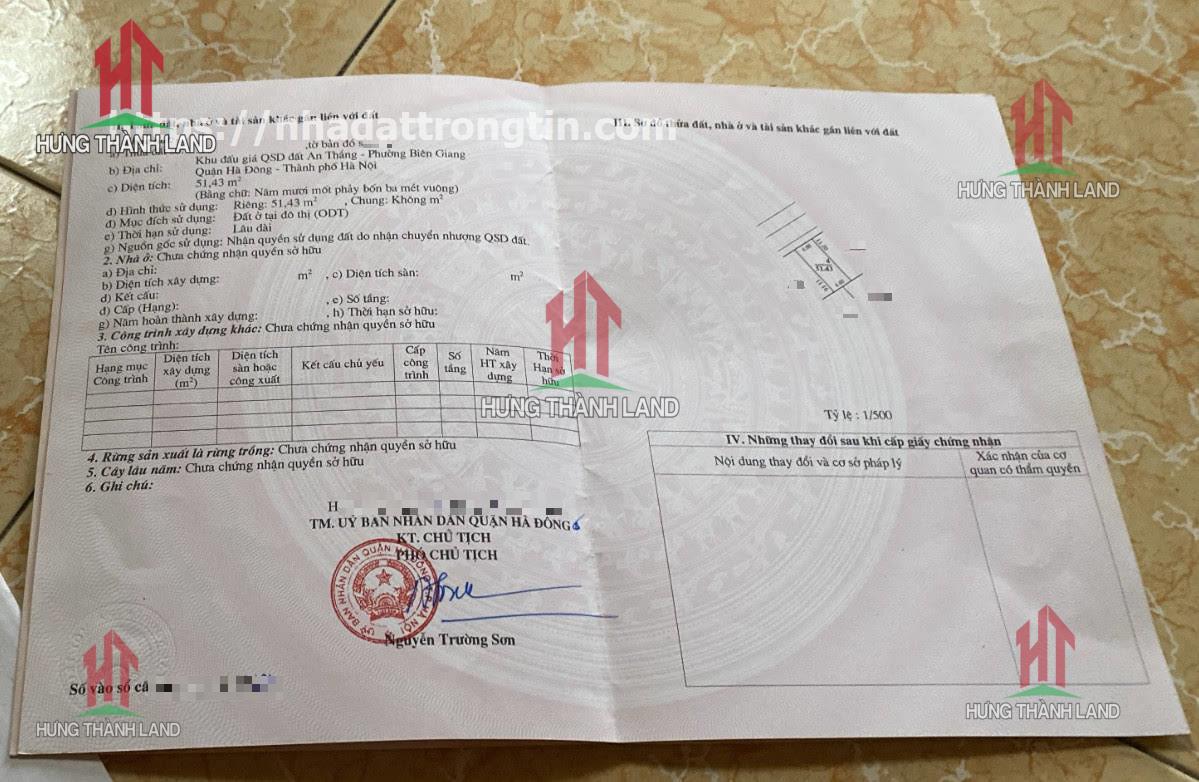 https://nhadattrongtin.com
HƯNG THÀNH LAND
và tài sản khác gắn liền với đất
,tờ bản đồ
b) Địa chỉ: Khu đấu giá QSD đất An Thắng - Phường Biên Giang
Quận Hà Đông - Thành phố Hà Nội
c) Diện tích: 51,43 m²
(Bằng chữ: Năm mươi mốt phảy bốn ba mét vuông)
d) Hình thức sử dụng: Riêng: 51,43 m² , Chung: Không m²
đ) Mục đích sử dụng: Đất ở tại đô thị (ODT)
e) Thời hạn sử dụng: Lâu dài
g) Nguồn gốc sử dụng: Nhận quyền sử dụng đất do nhận chuyển nhượng QSD đất.
2. Nhà ở: Chưa chứng nhận quyền sở hữu
a) Địa chỉ:
b) Diện tích xây dựng: m² , c) Diện tích sàn: m²
d) Kết cấu:
đ) Cấp (Hạng): , e) Số tầng:
g) Năm hoàn thành xây dựng: , h) Thời hạn sở hữu:
3. Công trình xây dựng khác: Chưa chứng nhận quyền sở hữu
Tên công trình:
Hạng mục Công trình
Diện tích xây dựng (m²)
Diện tích sàn hoặc công xuất
Kết cấu chủ yếu
Cấp công trình
Số tầng
Năm HT xây dựng
Thời Hạn sở hữu
HƯNG THÀNH LAND
4. Rừng sản xuất là rừng trồng: Chưa chứng nhận quyền sở hữu
5. Cây lâu năm: Chưa chứng nhận quyền sở hữu
6. Ghi chú:
H
TM. UỶ BAN NHÂN DÂN QUẬN HÀ ĐÔNG
KT. CHỦ TỊCH
PHÓ CHỦ TỊCH
Nguyễn Trường Sơn
Số vào sổ
HƯNG THÀNH LAND
III. Sơ đồ thửa đất, nhà ở và tài sản khác gắn liền với đất
HƯNG THÀNH LAND
51.43
Tỷ lệ : 1/500
IV. Những thay đổi sau khi cấp giấy chứng nhận
Nội dung thay đổi và cơ sở pháp lý
Xác nhận của cơ quan có thẩm quyền
HƯNG THÀNH LAND